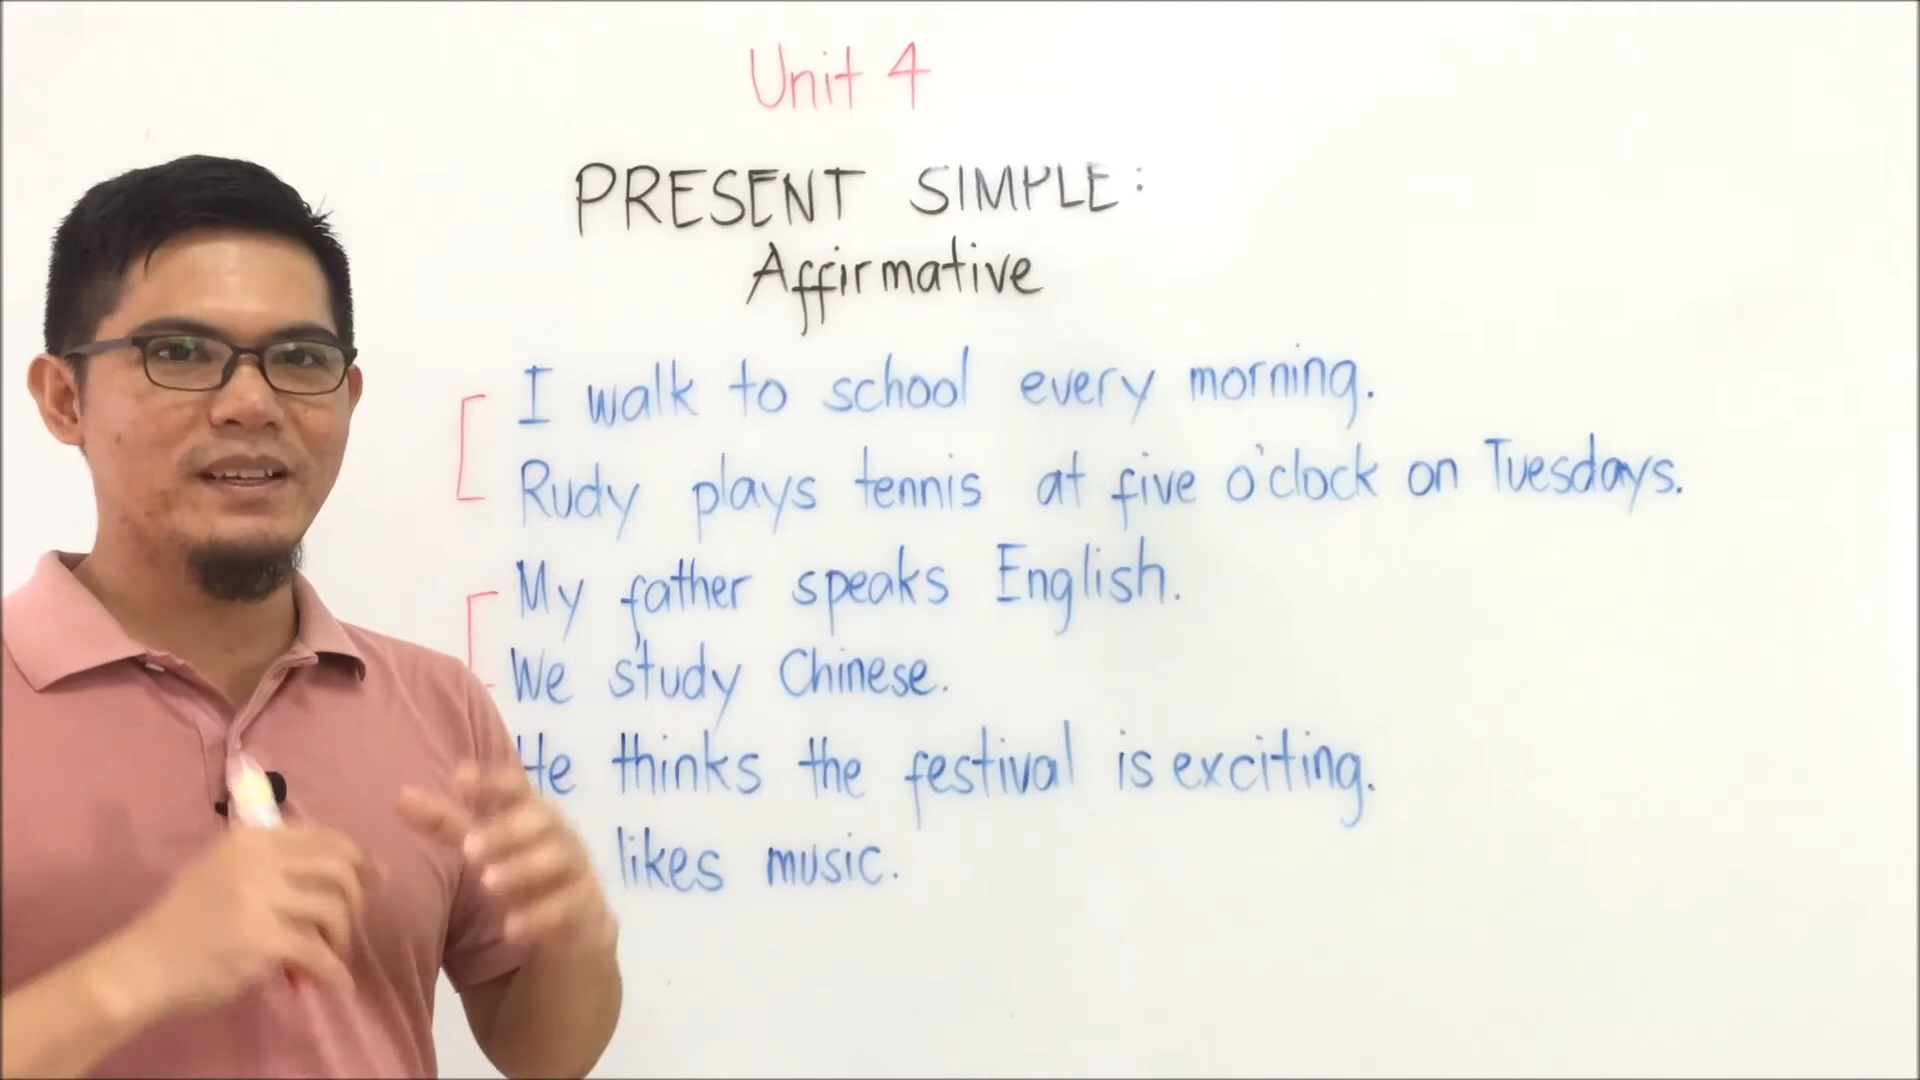 Unit 4
PRESENT SIMPLE:
Affirmative
I walk to school every morning.
Rudy plays tennis at five o'clock on Tuesdays.
My father speaks English.
We study Chinese.
He thinks the festival is exciting.
likes music.